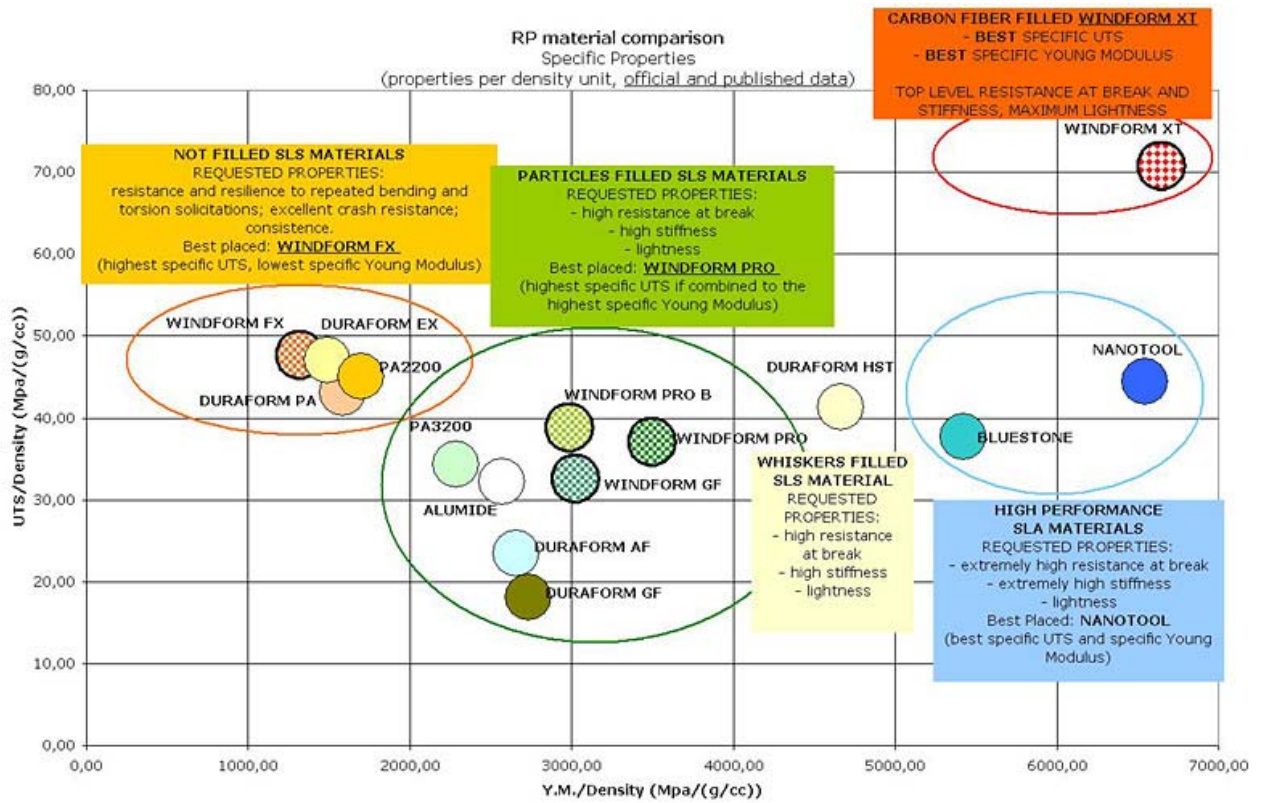 RP material comparison
Specific Properties
(properties per density unit, official and published data)
CARBON FIBER FILLED WINDFORM XT
- BEST SPECIFIC UTS
- BEST SPECIFIC YOUNG MODULUS
TOP LEVEL RESISTANCE AT BREAK AND
STIFFNESS, MAXIMUM LIGHTNESS
WINDFORM XT
NOT FILLED SLS MATERIALS
REQUESTED PROPERTIES:
resistance and resilience to repeated bending and
torsion solicitations; excellent crash resistance;
consistence.
Best placed: WINDFORM FX
(highest specific UTS, lowest specific Young Modulus)
PARTICLES FILLED SLS MATERIALS
REQUESTED PROPERTIES:
- high resistance at break
- high stiffness
- lightness
Best placed: WINDFORM PRO
(highest specific UTS if combined to the
highest specific Young Modulus)
WINDFORM FX
DURAFORM EX
PA2200
DURAFORM PA
DURAFORM HST
NANOTOOL
BLUESTONE
WINDFORM PRO B
PA3200
WINDFORM PRO
WINDFORM GF
ALUMIDE
DURAFORM AF
DURAFORM GF
WHISKERS FILLED
SLS MATERIAL
REQUESTED
PROPERTIES:
- high resistance
at break
- high stiffness
- lightness
HIGH PERFORMANCE
SLA MATERIALS
REQUESTED PROPERTIES:
- extremely high resistance at break
- extremely high stiffness
- lightness
Best Placed: NANOTOOL
(best specific UTS and specific Young
Modulus)
UTS/Density (Mpa/(g/cc))
80,00
70,00
60,00
50,00
40,00
30,00
20,00
10,00
0,00
0,00
1000,00
2000,00
3000,00
4000,00
5000,00
6000,00
7000,00
Y.M./Density (Mpa/(g/cc))